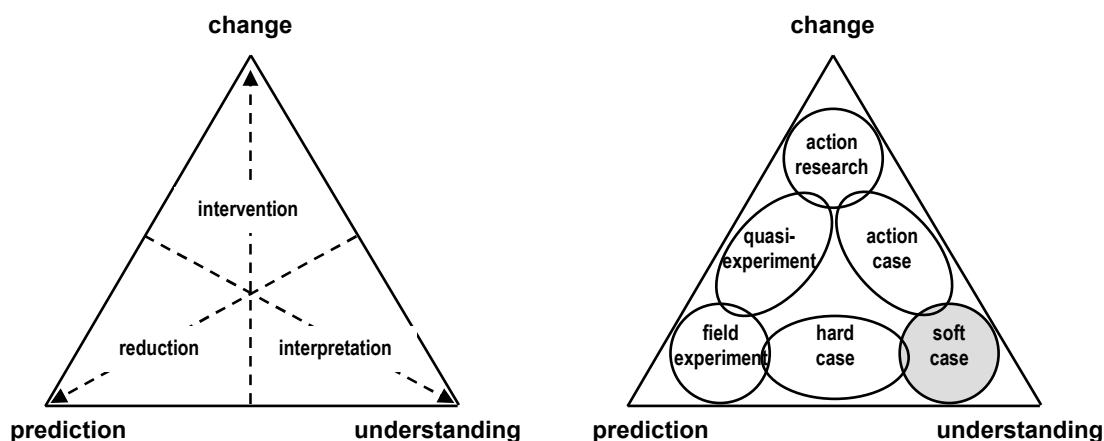 change
intervention
reduction interpretation
prediction understanding
change
action
research
quasi-
experiment
action
case
field
experiment
hard
case
soft
case
prediction understanding